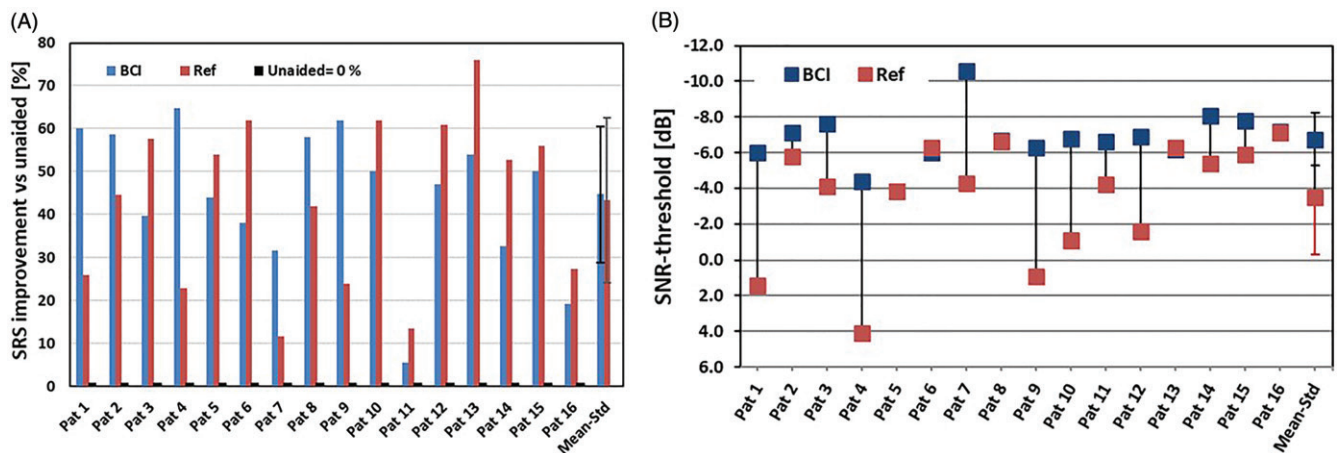 (A)
SRS improvement vs unaided [%]
80
70
60
50
40
30
20
10
0
BCI Ref Unaided= 0 %
Pat 1
Pat 2
Pat 3
Pat 4
Pat 5
Pat 6
Pat 7
Pat 8
Pat 9
Pat 10
Pat 11
Pat 12
Pat 13
Pat 14
Pat 15
Pat 16
Mean-Std
(B)
SNR-threshold [dB]
-12.0
-10.0
-8.0
-6.0
-4.0
-2.0
0.0
2.0
4.0
6.0
BCI Ref
Pat 1
Pat 2
Pat 3
Pat 4
Pat 5
Pat 6
Pat 7
Pat 8
Pat 9
Pat 10
Pat 11
Pat 12
Pat 13
Pat 14
Pat 15
Pat 16
Mean-Std